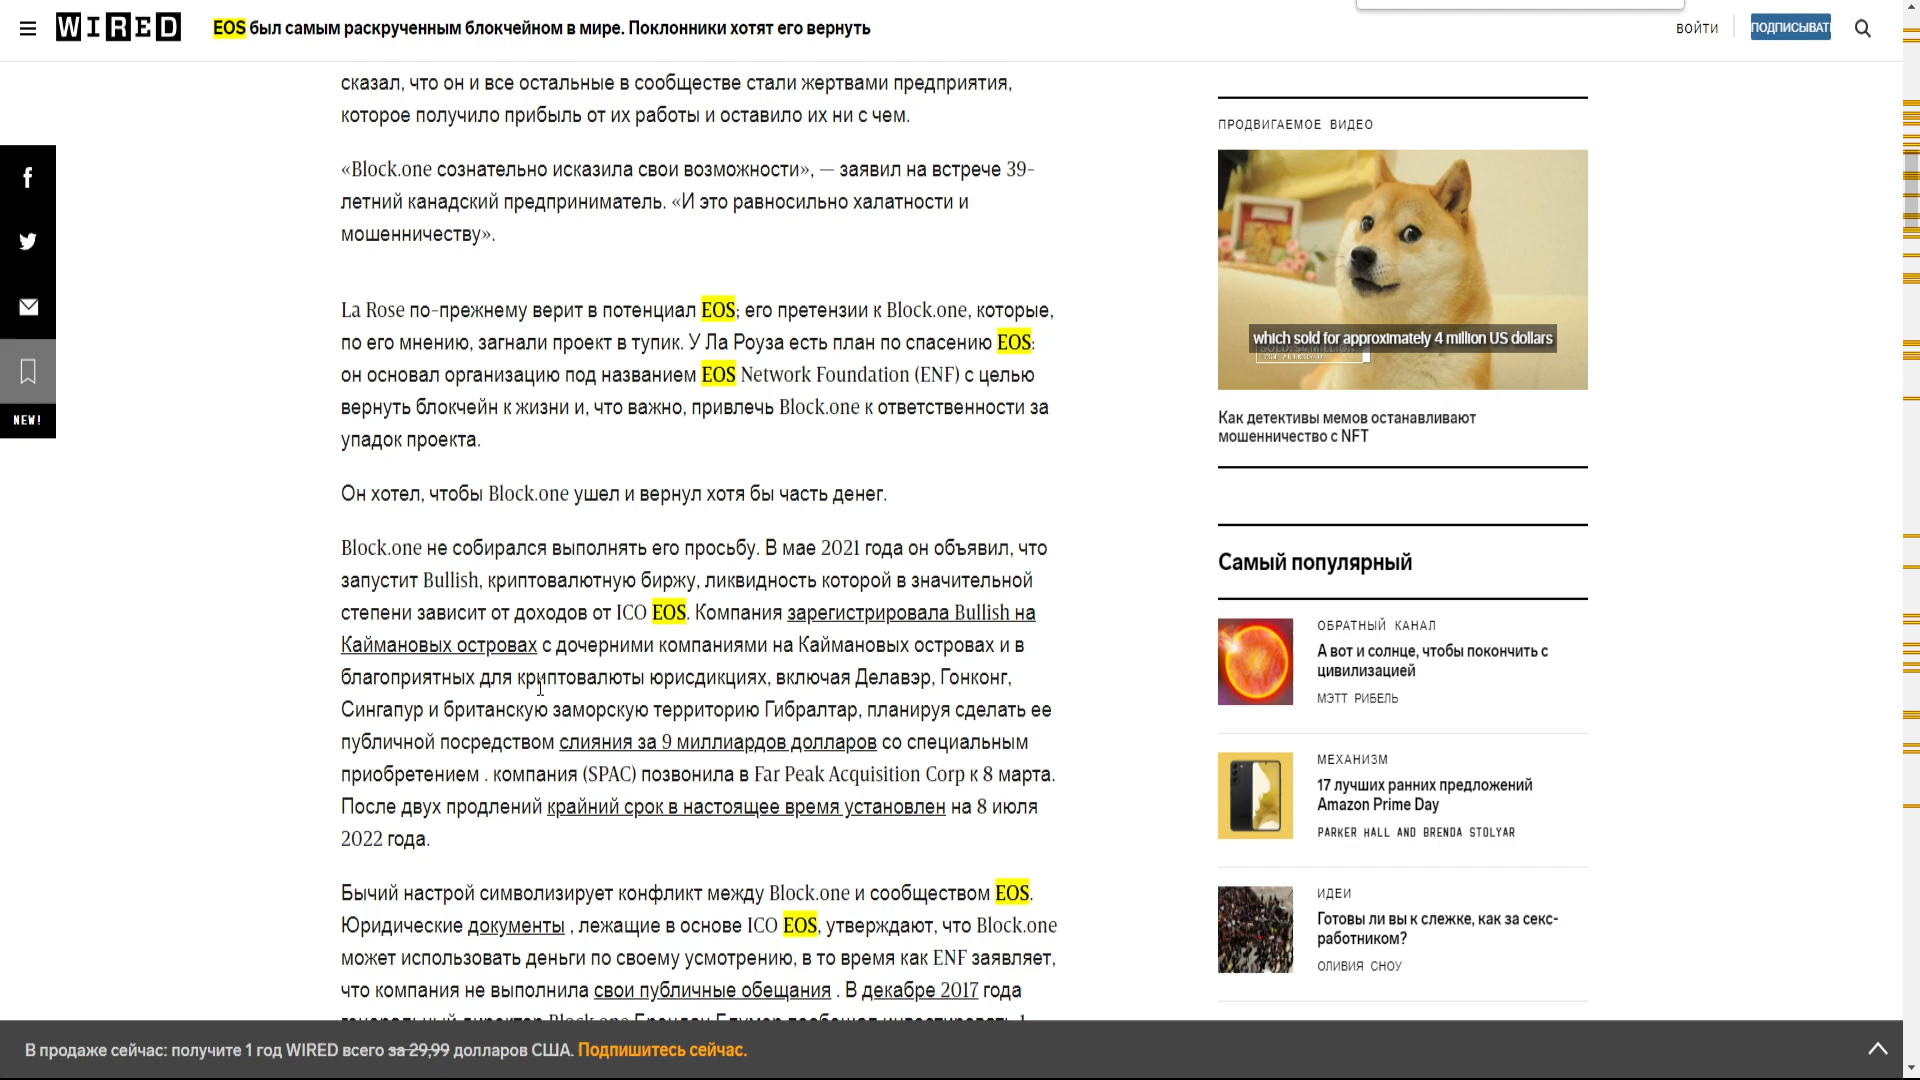 WIRED
EOS был самым раскрученным блокчейном в мире. Поклонники хотят его вернуть
ВОЙТИ
ПОДПИСЫВАТ
сказал, что он и все остальные в сообществе стали жертвами предприятия,
которое получило прибыль от их работы и оставило их ни с чем.
«Block.one сознательно исказила свои возможности», — заявил на встрече 39-
летний канадский предприниматель. «И это равносильно халатности и
мошенничеству».
La Rose по-прежнему верит в потенциал EOS; его претензии к Block.one, которые,
по его мнению, загнали проект в тупик. У Ла Роуза есть план по спасению EOS:
он основал организацию под названием EOS Network Foundation (ENF) с целью
вернуть блокчейн к жизни и, что важно, привлечь Block.one к ответственности за
упадок проекта.
Он хотел, чтобы Block.one ушел и вернул хотя бы часть денег.
Block.one не собирался выполнять его просьбу. В мае 2021 года он объявил, что
запустит Bullish, криптовалютную биржу, ликвидность которой в значительной
степени зависит от доходов от ICO EOS. Компания зарегистрировала Bullish на
Каймановых островах с дочерними компаниями на Каймановых островах и в
благоприятных для криптовалюты юрисдикциях, включая Делавэр, Гонконг,
Сингапур и британскую заморскую территорию Гибралтар, планируя сделать ее
публичной посредством слияния за 9 миллиардов долларов со специальным
приобретением . компания (SPAC) позвонила в Far Peak Acquisition Corp к 8 марта.
После двух продлений крайний срок в настоящее время установлен на 8 июля
2022 года.
Бычий настрой символизирует конфликт между Block.one и сообществом EOS.
Юридические документы , лежащие в основе ICO EOS, утверждают, что Block.one
может использовать деньги по своему усмотрению, в то время как ENF заявляет,
что компания не выполнила свои публичные обещания . В декабре 2017 года
генеральный директор Block.one Брендан Блумер пообещал инвестировать 1
NEW!
ПРОДВИГАЕМОЕ ВИДЕО
which sold for approximately 4 million US dollars
Как детективы мемов останавливают
мошенничество с NFT
Самый популярный
ОБРАТНЫЙ КАНАЛ
А вот и солнце, чтобы покончить с
цивилизацией
МЭТТ РИБЕЛЬ
МЕХАНИЗМ
17 лучших ранних предложений
Amazon Prime Day
PARKER HALL AND BRENDA STOLYAR
ИДЕИ
Готовы ли вы к слежке, как за секс-
работником?
ОЛИВИЯ СНОУ
В продаже сейчас: получите 1 год WIRED всего за 29,99 долларов США. Подпишитесь сейчас.